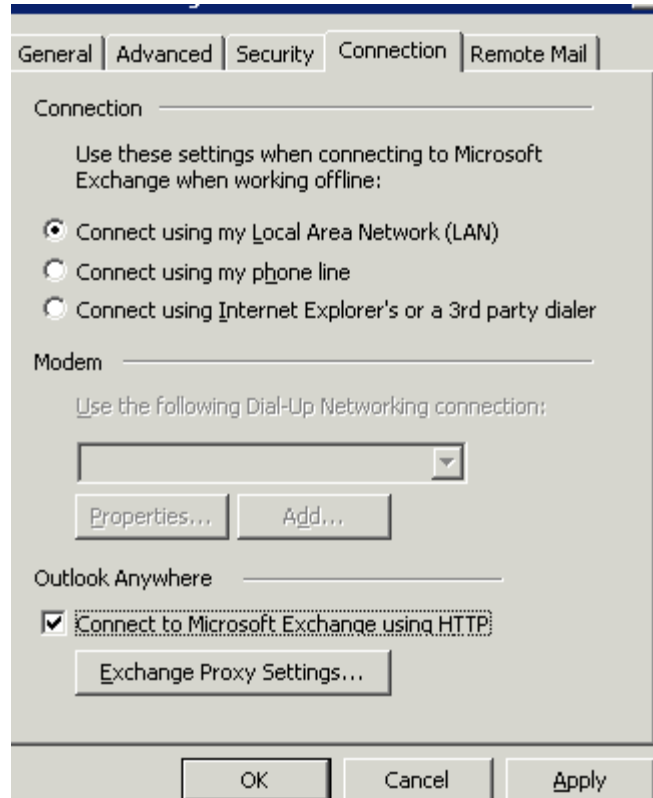 General Advanced Security Connection Remote Mail
Connection
Use these settings when connecting to Microsoft
Exchange when working offline:
Connect using my Local Area Network (LAN)
Connect using my phone line
Connect using Internet Explorer's or a 3rd party dialer
Modem
Use the following Dial-Up Networking connection:
Properties... Add...
Outlook Anywhere
Connect to Microsoft Exchange using HTTP
Exchange Proxy Settings...
OK Cancel Apply